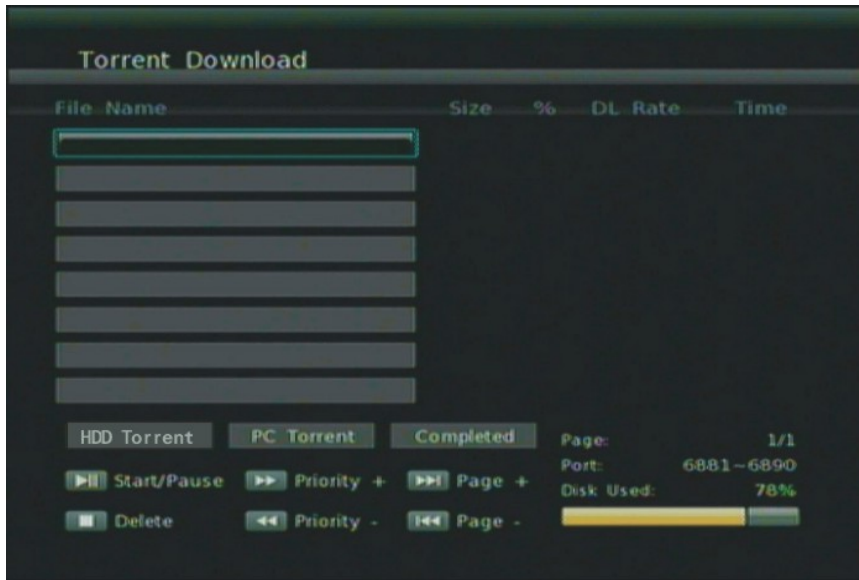 Torrent Download
File Name Size % DL Rate Time
HDD Torrent PC Torrent Completed
Page: 1/1
Start/Pause Priority + Page +
Port: 6881~6890
Disk Used: 78%
Delete Priority - Page -